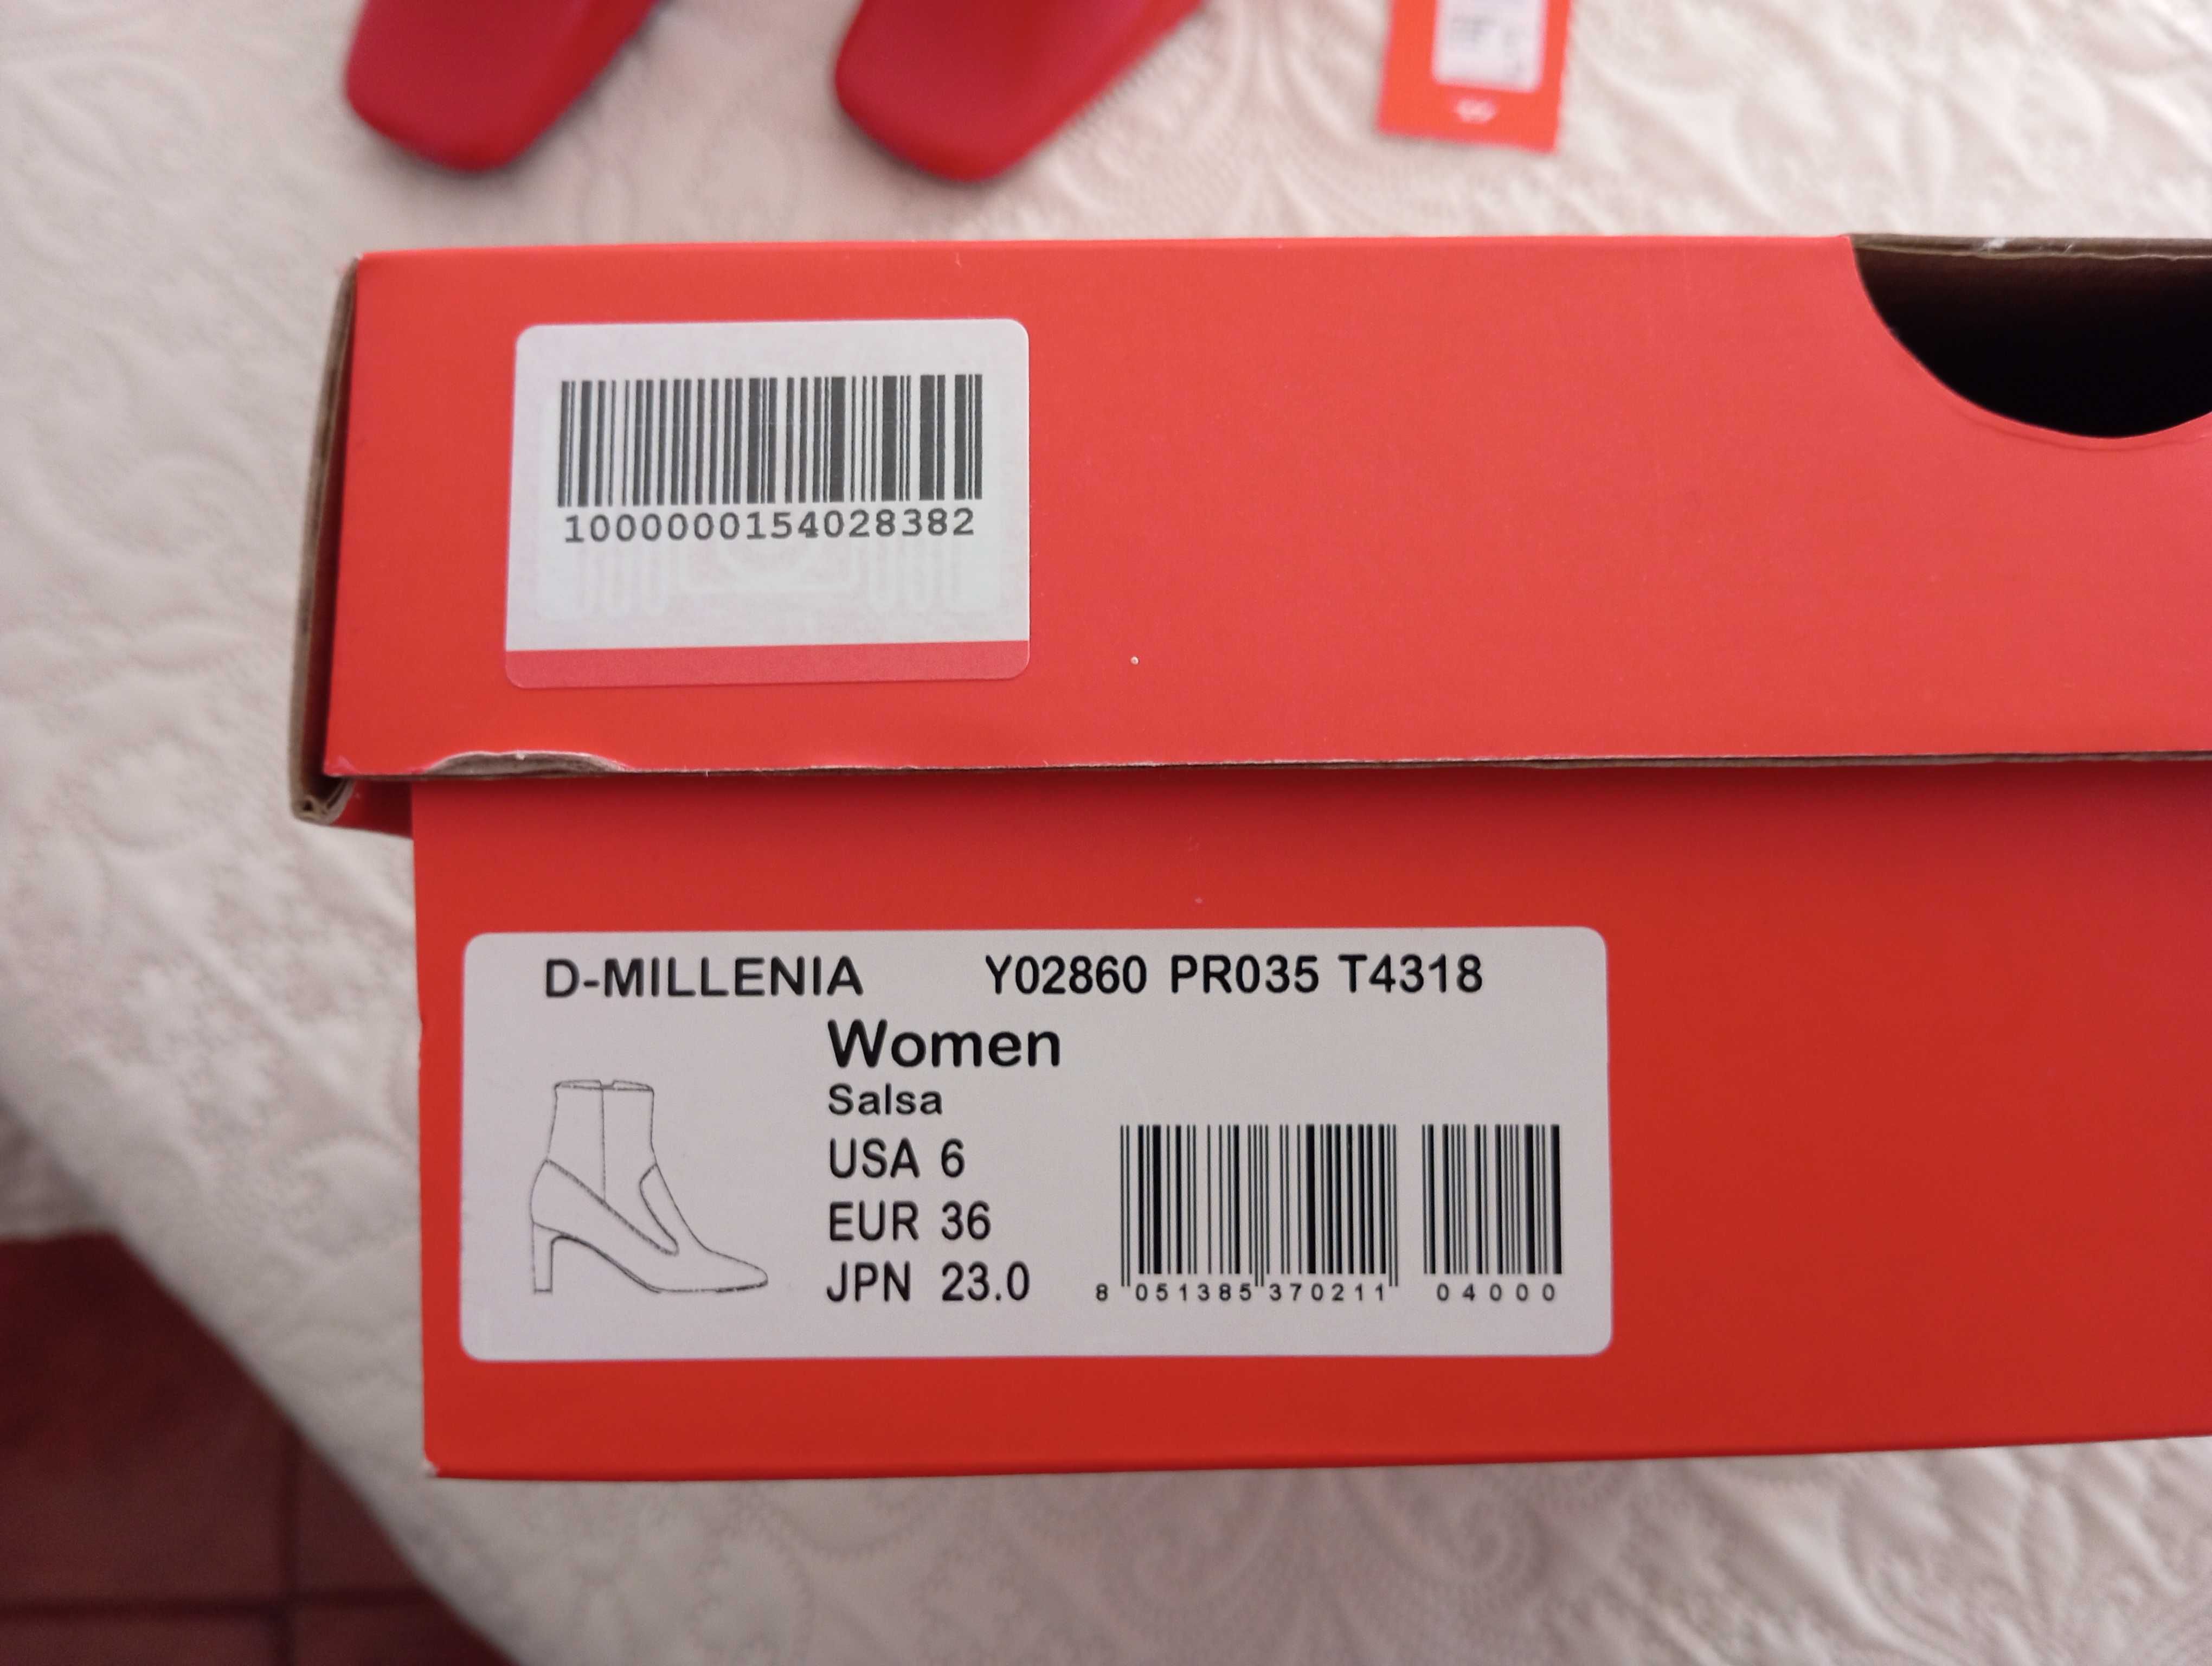 1000000154028382
D-MILLENIA Y02860 PR035 T4318
Women
Salsa
USA 6
EUR 36
JPN 23.0
8 051385 370211 04000